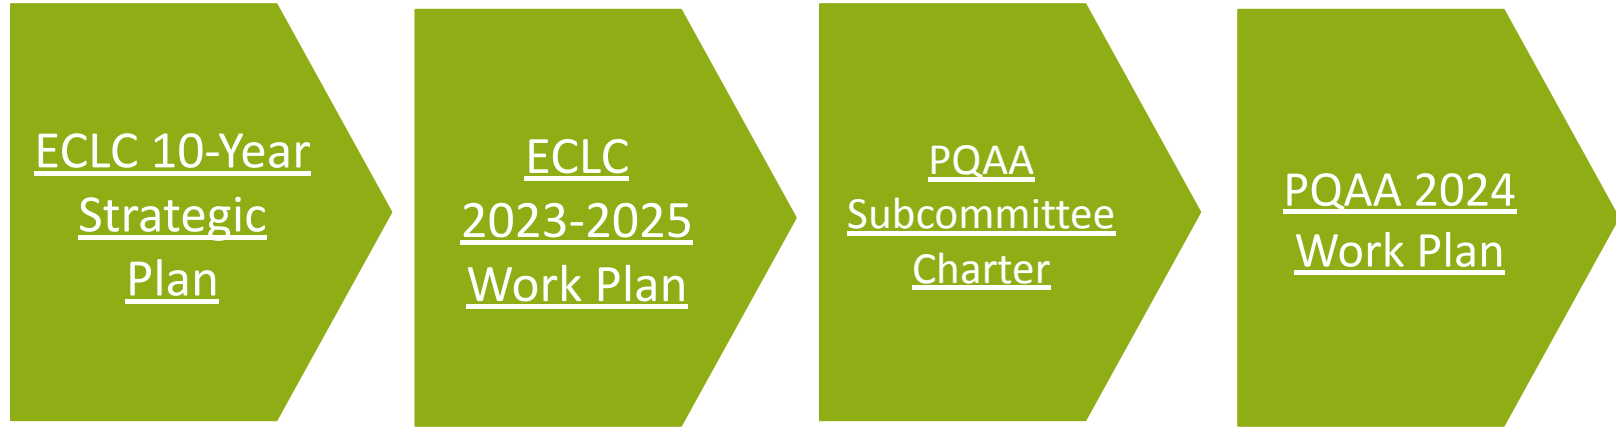 ECLC 10-Year
Strategic
Plan
ECLC
2023-2025
Work Plan
PQAA
Subcommittee
Charter
PQAA 2024
Work Plan